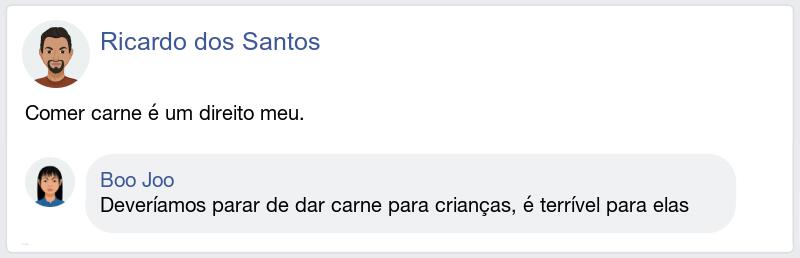 Ricardo dos Santos
Comer carne é um direito meu.
Boo Joo
Deveríamos parar de dar carne para crianças, é terrível para elas